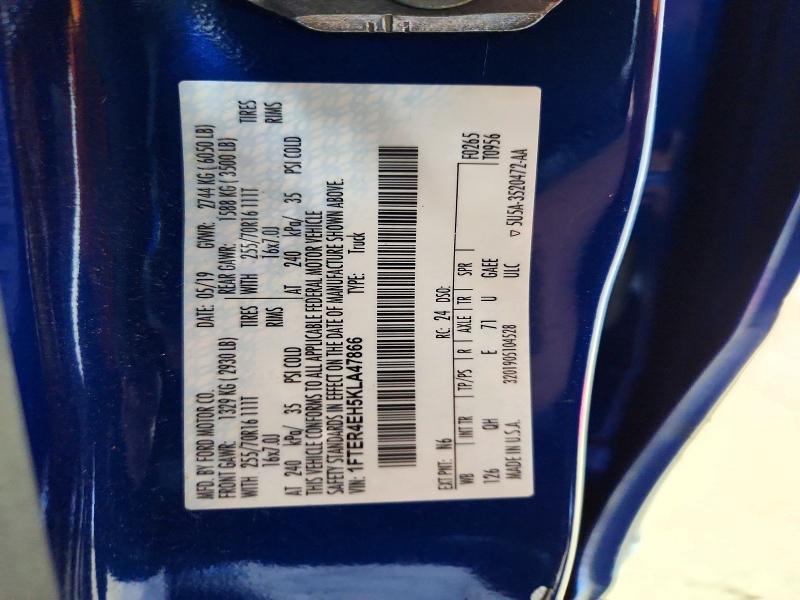 MFD. BY FORD MOTOR CO. DATE: 05/19 GVWR: 2744 KG (6050 LB)
FRONT GAWR: 1329 KG (2930 LB) REAR GAWR: 1588 KG (3500 LB)
WITH 255/70R16 111T TIRES WITH 255/70R16 111T TIRES
16x7.0J RIMS 16x7.0J RIMS
AT 240 kPa/ 35 PSI COLD AT 240 kPa/ 35 PSI COLD
THIS VEHICLE CONFORMS TO ALL APPLICABLE FEDERAL MOTOR VEHICLE
SAFETY STANDARDS IN EFFECT ON THE DATE OF MANUFACTURE SHOWN ABOVE.
VIN: 1FTER4EH5KLA47866 TYPE: Truck
EXT PNT: N6 RC: 24 DSO: F0265
WB INT TR TP/PS R AXLE TR SPR T0956
126 QH E 71 U GAEE
MADE IN U.S.A. 3201905104528 ULC ▽ 5U5A-3520472-AA